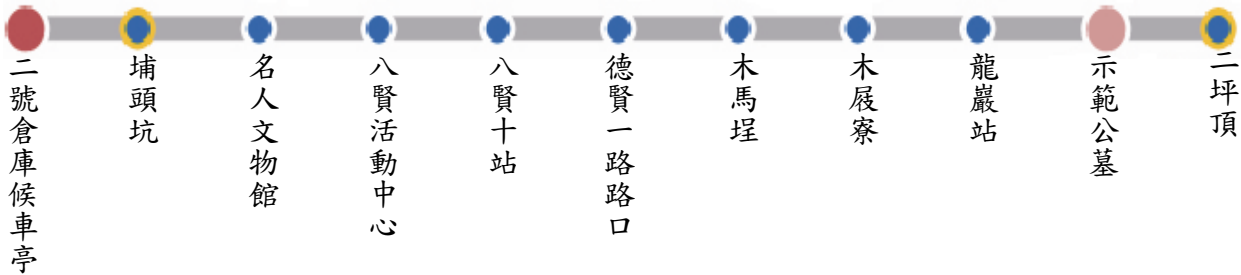 二號倉庫候車亭
埔頭坑
名人文物館
八賢活動中心
八賢十站
德賢一路路口
木馬埕
木屐寮
龍巖站
示範公墓
二坪頂